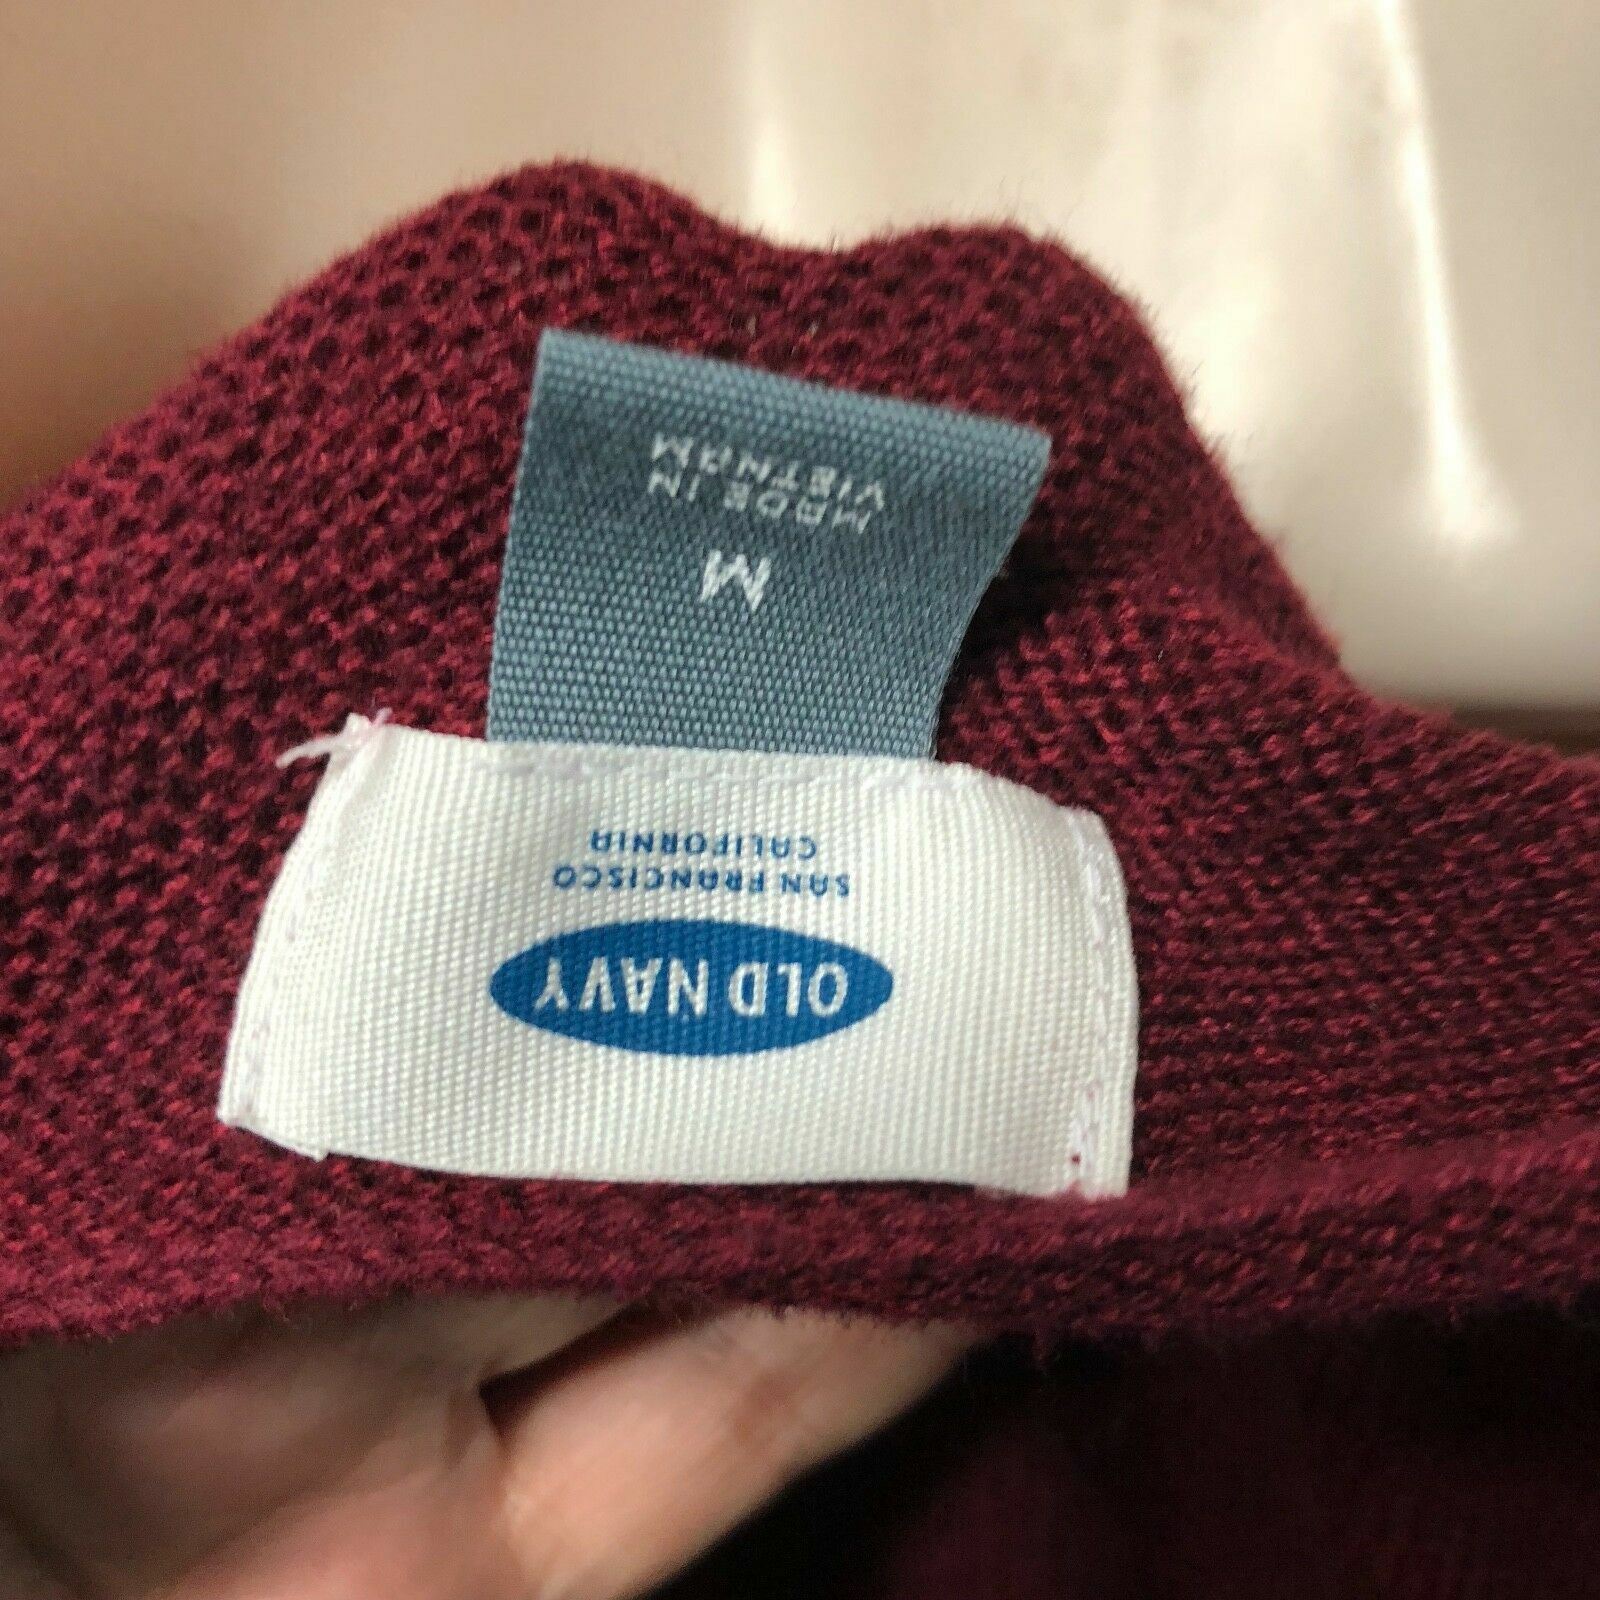 OLD NAVY
SAN FRANCISCO
CALIFORNIA
M
MADE IN
VIETNAM